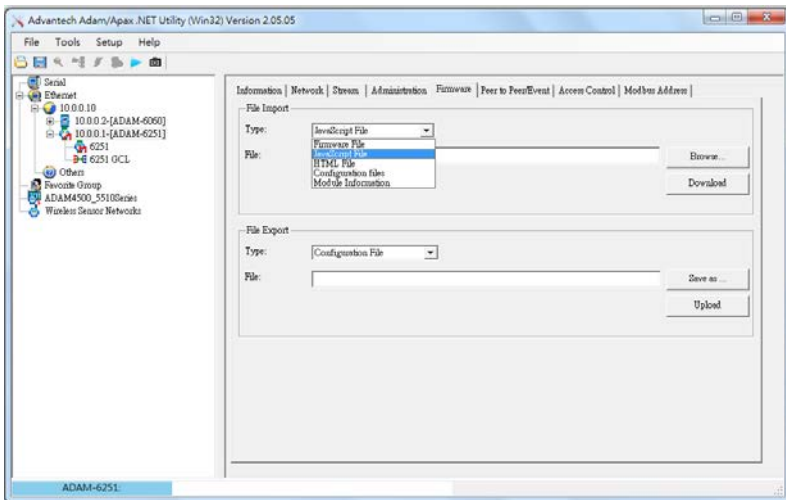 Advantech Adam/Apax .NET Utility (Win32) Version 2.05.05
File Tools Setup Help
Serial
Ethernet
10.0.0.10
10.0.0.2-[ADAM-6060]
10.0.0.1-[ADAM-6251]
6251
6251 GCL
Others
Favorite Group
ADAM4500_5510Series
Wireless Sensor Networks
Information | Network | Stream | Administration Firmware | Peer to Peer/Event | Access Control | Modbus Address |
File Import
Type: JavaScript File
Firmware File
JavaScript File
HTML File
Configuration files
Module Information
File:
Browse...
Download
File Export
Type: Configuration File
File:
Save as ...
Upload
ADAM-6251: